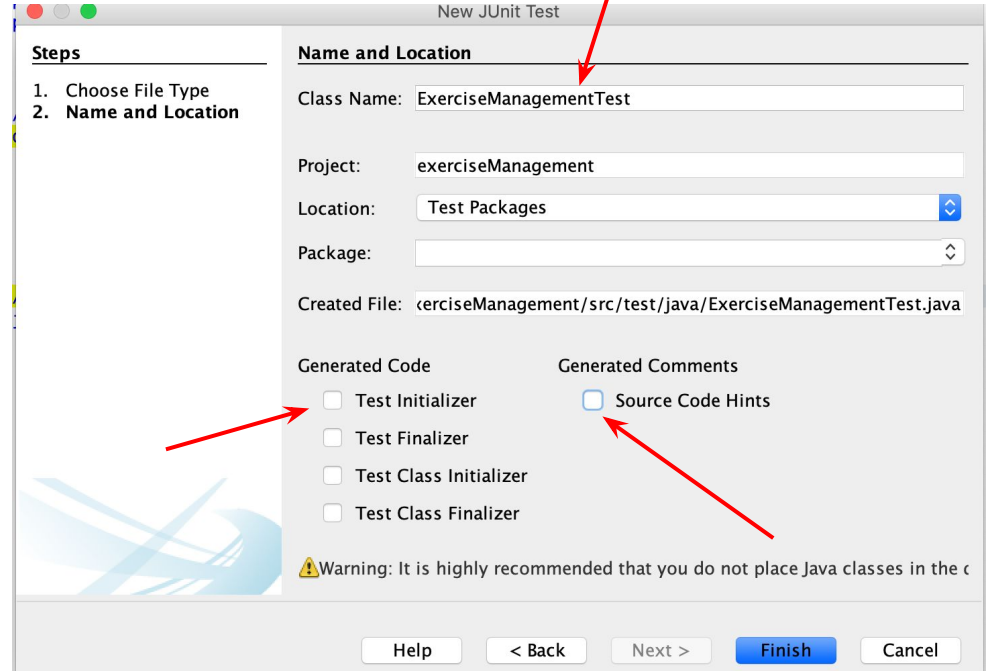 New JUnit Test
Steps
1. Choose File Type
2. Name and Location
Name and Location
Class Name: ExerciseManagementTest
Project: exerciseManagement
Location: Test Packages
Package:
Created File: xerciseManagement/src/test/java/ExerciseManagementTest.java
Generated Code Generated Comments
Test Initializer Source Code Hints
Test Finalizer
Test Class Initializer
Test Class Finalizer
Warning: It is highly recommended that you do not place Java classes in the
Help < Back Next > Finish Cancel